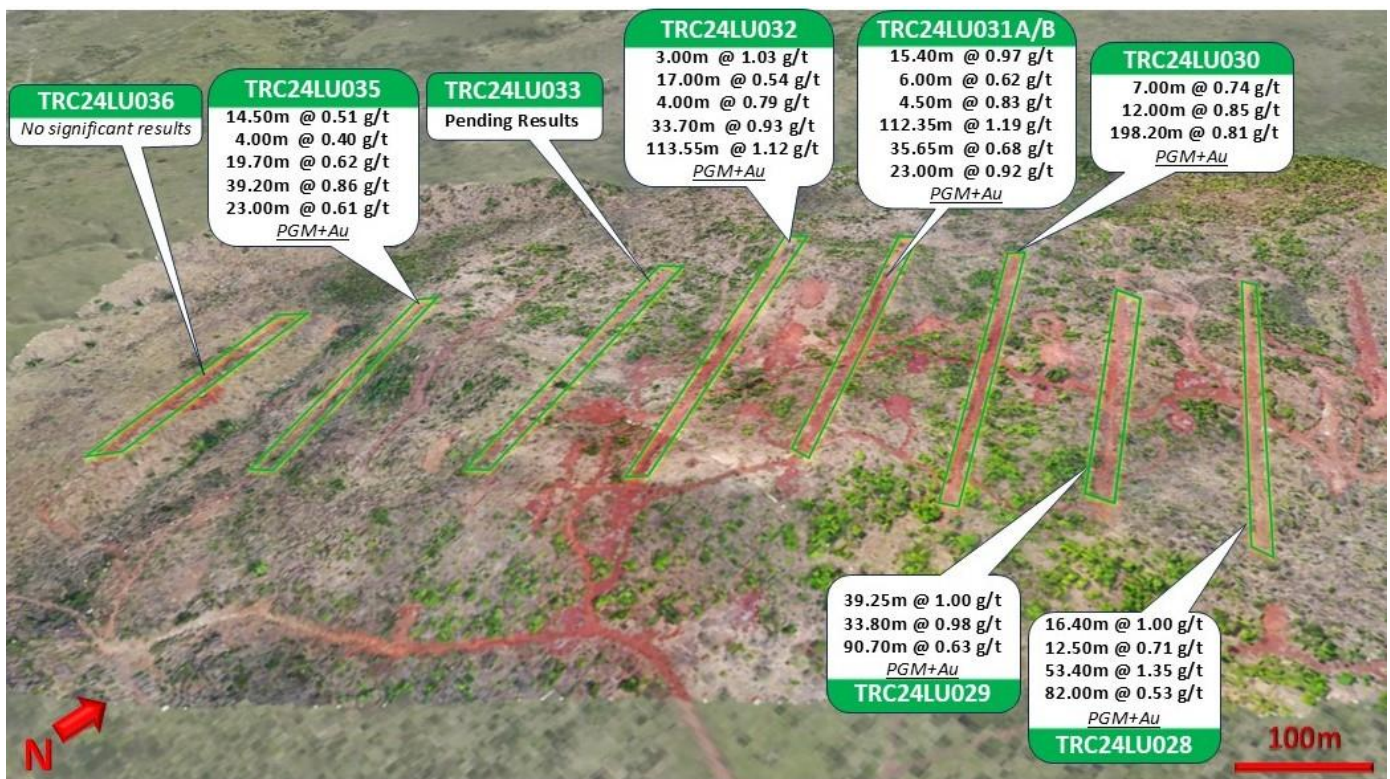 TRC24LU036
No significant results
TRC24LU035
14.50m @ 0.51 g/t
4.00m @ 0.40 g/t
19.70m @ 0.62 g/t
39.20m @ 0.86 g/t
23.00m @ 0.61 g/t
PGM+Au
TRC24LU033
Pending Results
TRC24LU032
3.00m @ 1.03 g/t
17.00m @ 0.54 g/t
4.00m @ 0.79 g/t
33.70m @ 0.93 g/t
113.55m @ 1.12 g/t
PGM+Au
TRC24LU031A/B
15.40m @ 0.97 g/t
6.00m @ 0.62 g/t
4.50m @ 0.83 g/t
112.35m @ 1.19 g/t
35.65m @ 0.68 g/t
23.00m @ 0.92 g/t
PGM+Au
TRC24LU030
7.00m @ 0.74 g/t
12.00m @ 0.85 g/t
198.20m @ 0.81 g/t
PGM+Au
39.25m @ 1.00 g/t
33.80m @ 0.98 g/t
90.70m @ 0.63 g/t
PGM+Au
TRC24LU029
16.40m @ 1.00 g/t
12.50m @ 0.71 g/t
53.40m @ 1.35 g/t
82.00m @ 0.53 g/t
PGM+Au
TRC24LU028
N
100m